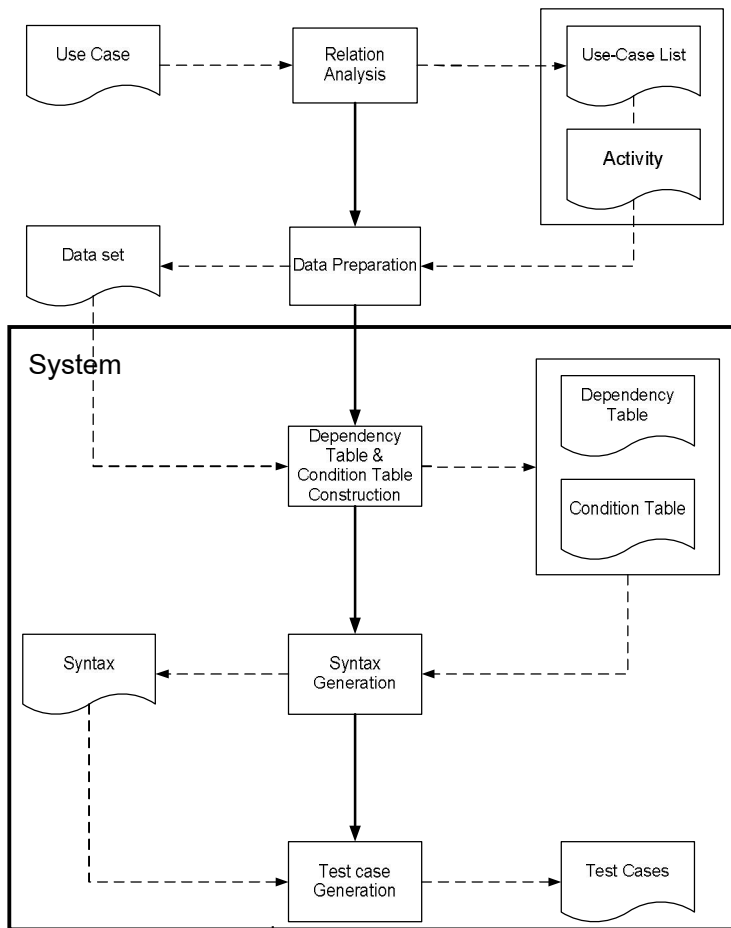 Use Case
Relation
Analysis
Use-Case List
Activity
Data set
Data Preparation
System
Dependency
Table &
Condition Table
Construction
Dependency
Table
Condition Table
Syntax
Syntax
Generation
Test case
Generation
Test Cases